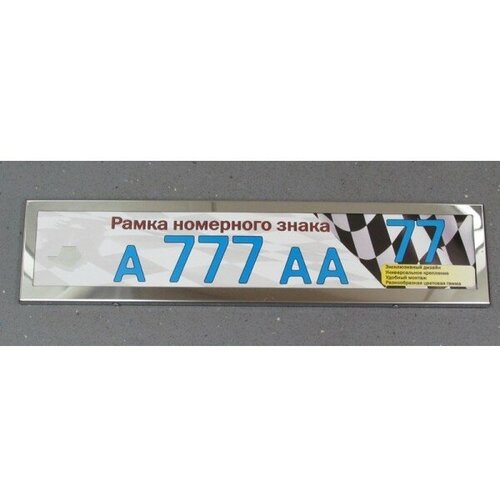 Рамка номерного знака
А 777 АА 77
Эксклюзивный дизайн
Универсальное крепление
Удобный монтаж
Разнообразная цветовая гамма